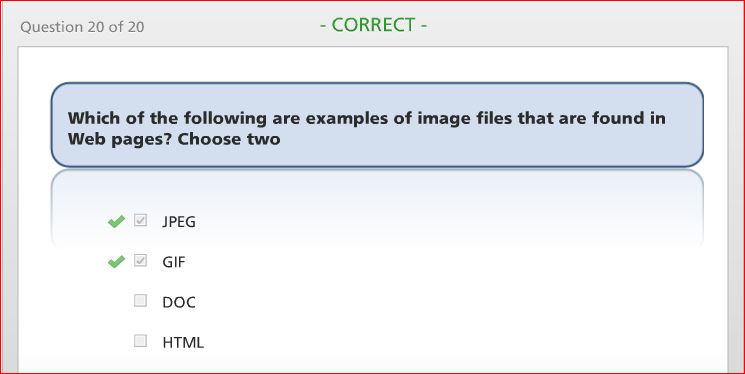 Question 20 of 20
- CORRECT -
Which of the following are examples of image files that are found in
Web pages? Choose two
JPEG
GIF
DOC
HTML